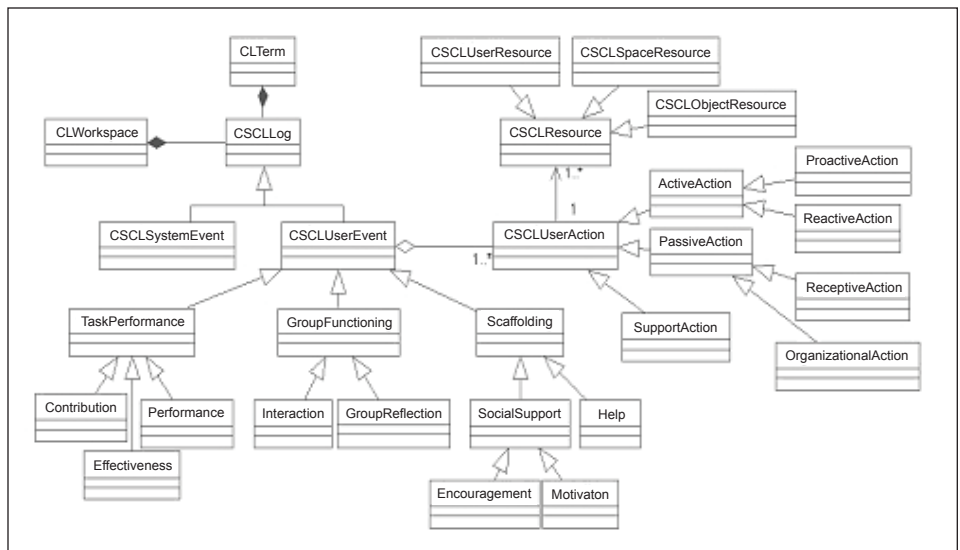 CLTerm
CSCLUserResource
CSCLSpaceResource
CSCLObjectResource
CLWorkspace
CSCLLog
CSCLResource
ProactiveAction
1..*
ActiveAction
1
ReactiveAction
CSCLSystemEvent
CSCLUserEvent
CSCLUserAction
PassiveAction
1..*
ReceptiveAction
TaskPerformance
GroupFunctioning
Scaffolding
SupportAction
OrganizationalAction
Contribution
Performance
Interaction
GroupReflection
SocialSupport
Help
Effectiveness
Encouragement
Motivaton